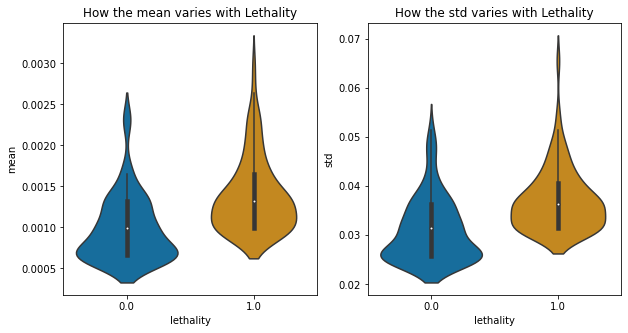 How the mean varies with Lethality
mean
0.0030
0.0025
0.0020
0.0015
0.0010
0.0005
0.0
1.0
lethality
How the std varies with Lethality
std
0.07
0.06
0.05
0.04
0.03
0.02
0.0
1.0
lethality